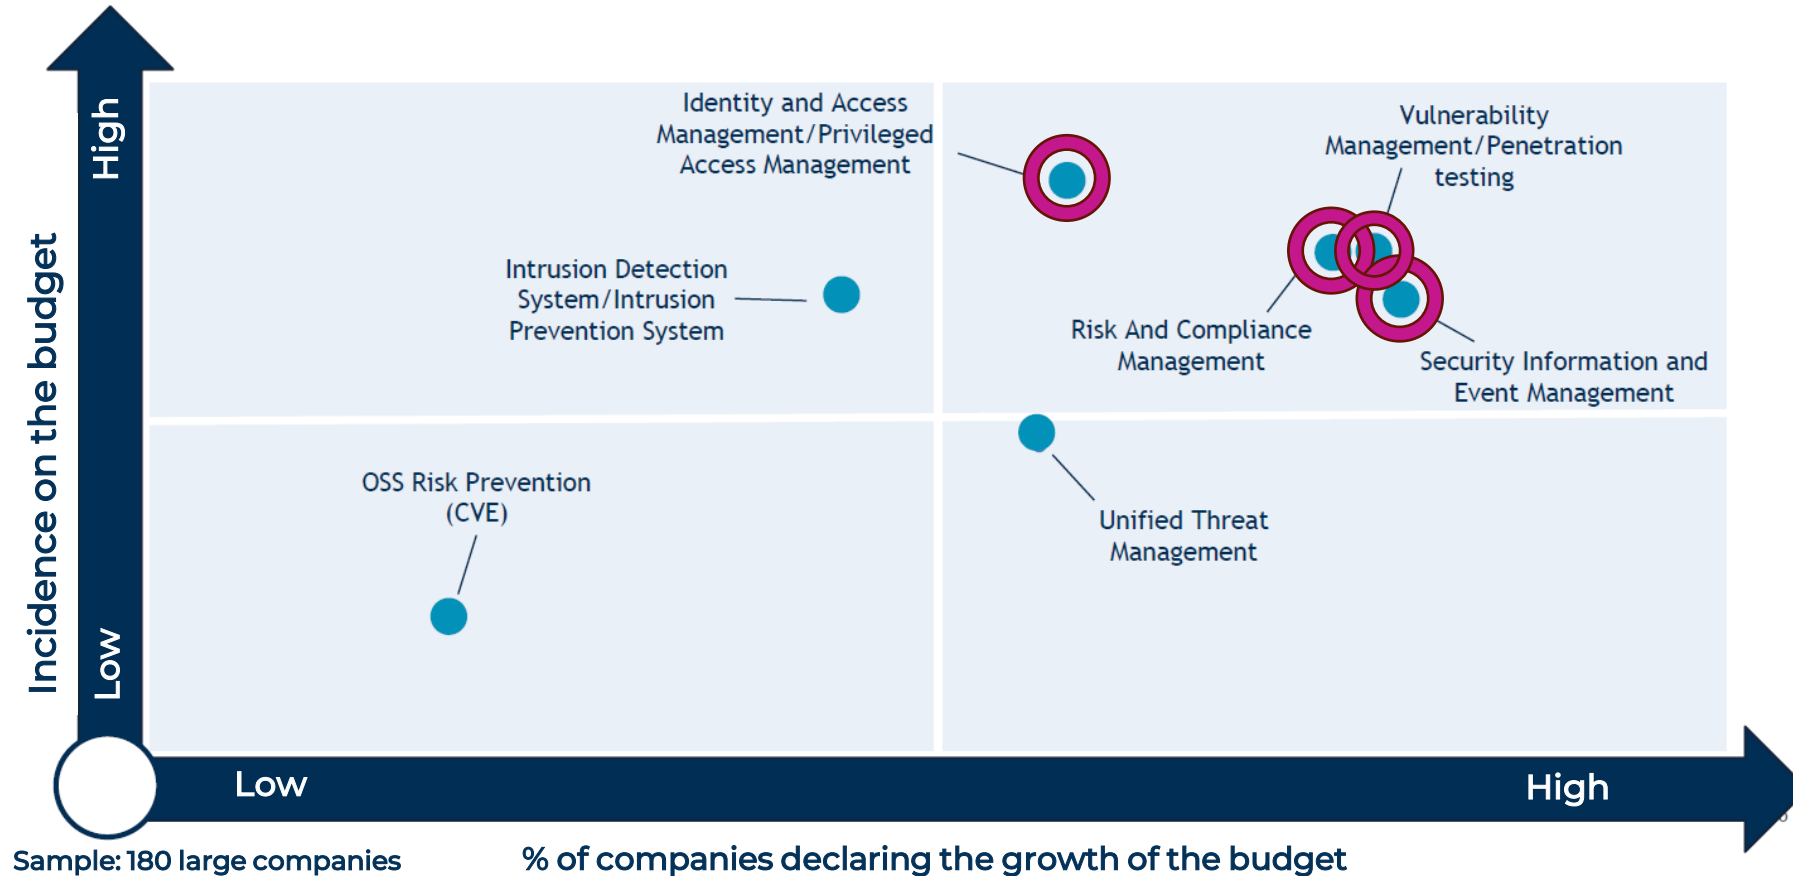 High
Low
Incidence on the budget
Identity and Access
Management/Privileged
Access Management
Vulnerability
Management/Penetration
testing
Intrusion Detection
System/Intrusion
Prevention System
Risk And Compliance
Management
Security Information and
Event Management
OSS Risk Prevention
(CVE)
Unified Threat
Management
Low
High
Sample: 180 large companies
% of companies declaring the growth of the budget